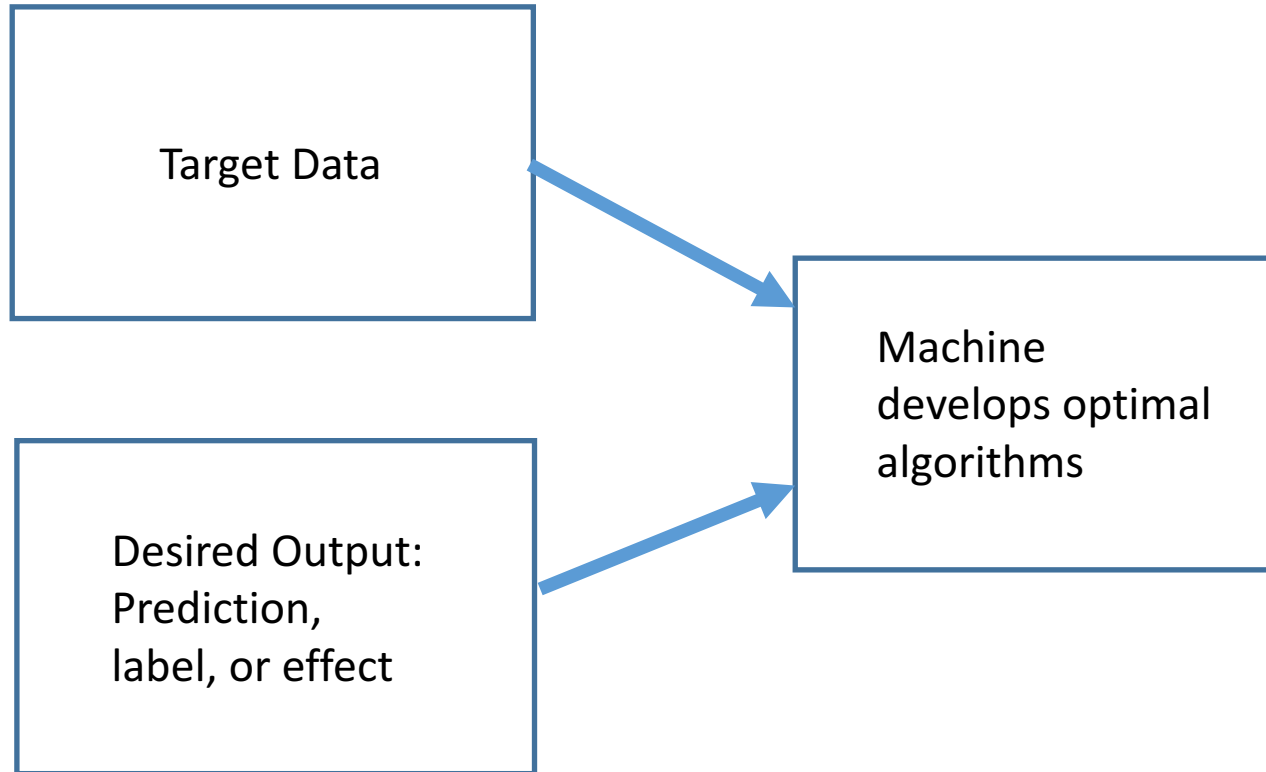 Target Data
Machine
develops optimal
algorithms
Desired Output:
Prediction,
label, or effect